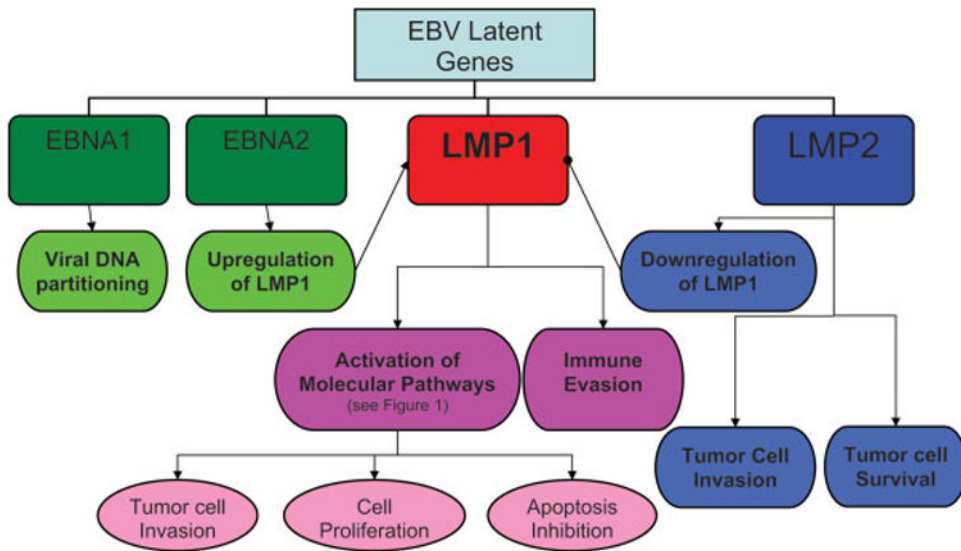 EBV Latent
Genes
EBNA1
EBNA2
LMP1
LMP2
Viral DNA
partitioning
Upregulation
of LMP1
Downregulation
of LMP1
Activation of
Molecular Pathways
(see Figure 1)
Immune
Evasion
Tumor Cell
Invasion
Tumor cell
Survival
Tumor cell
Invasion
Cell
Proliferation
Apoptosis
Inhibition